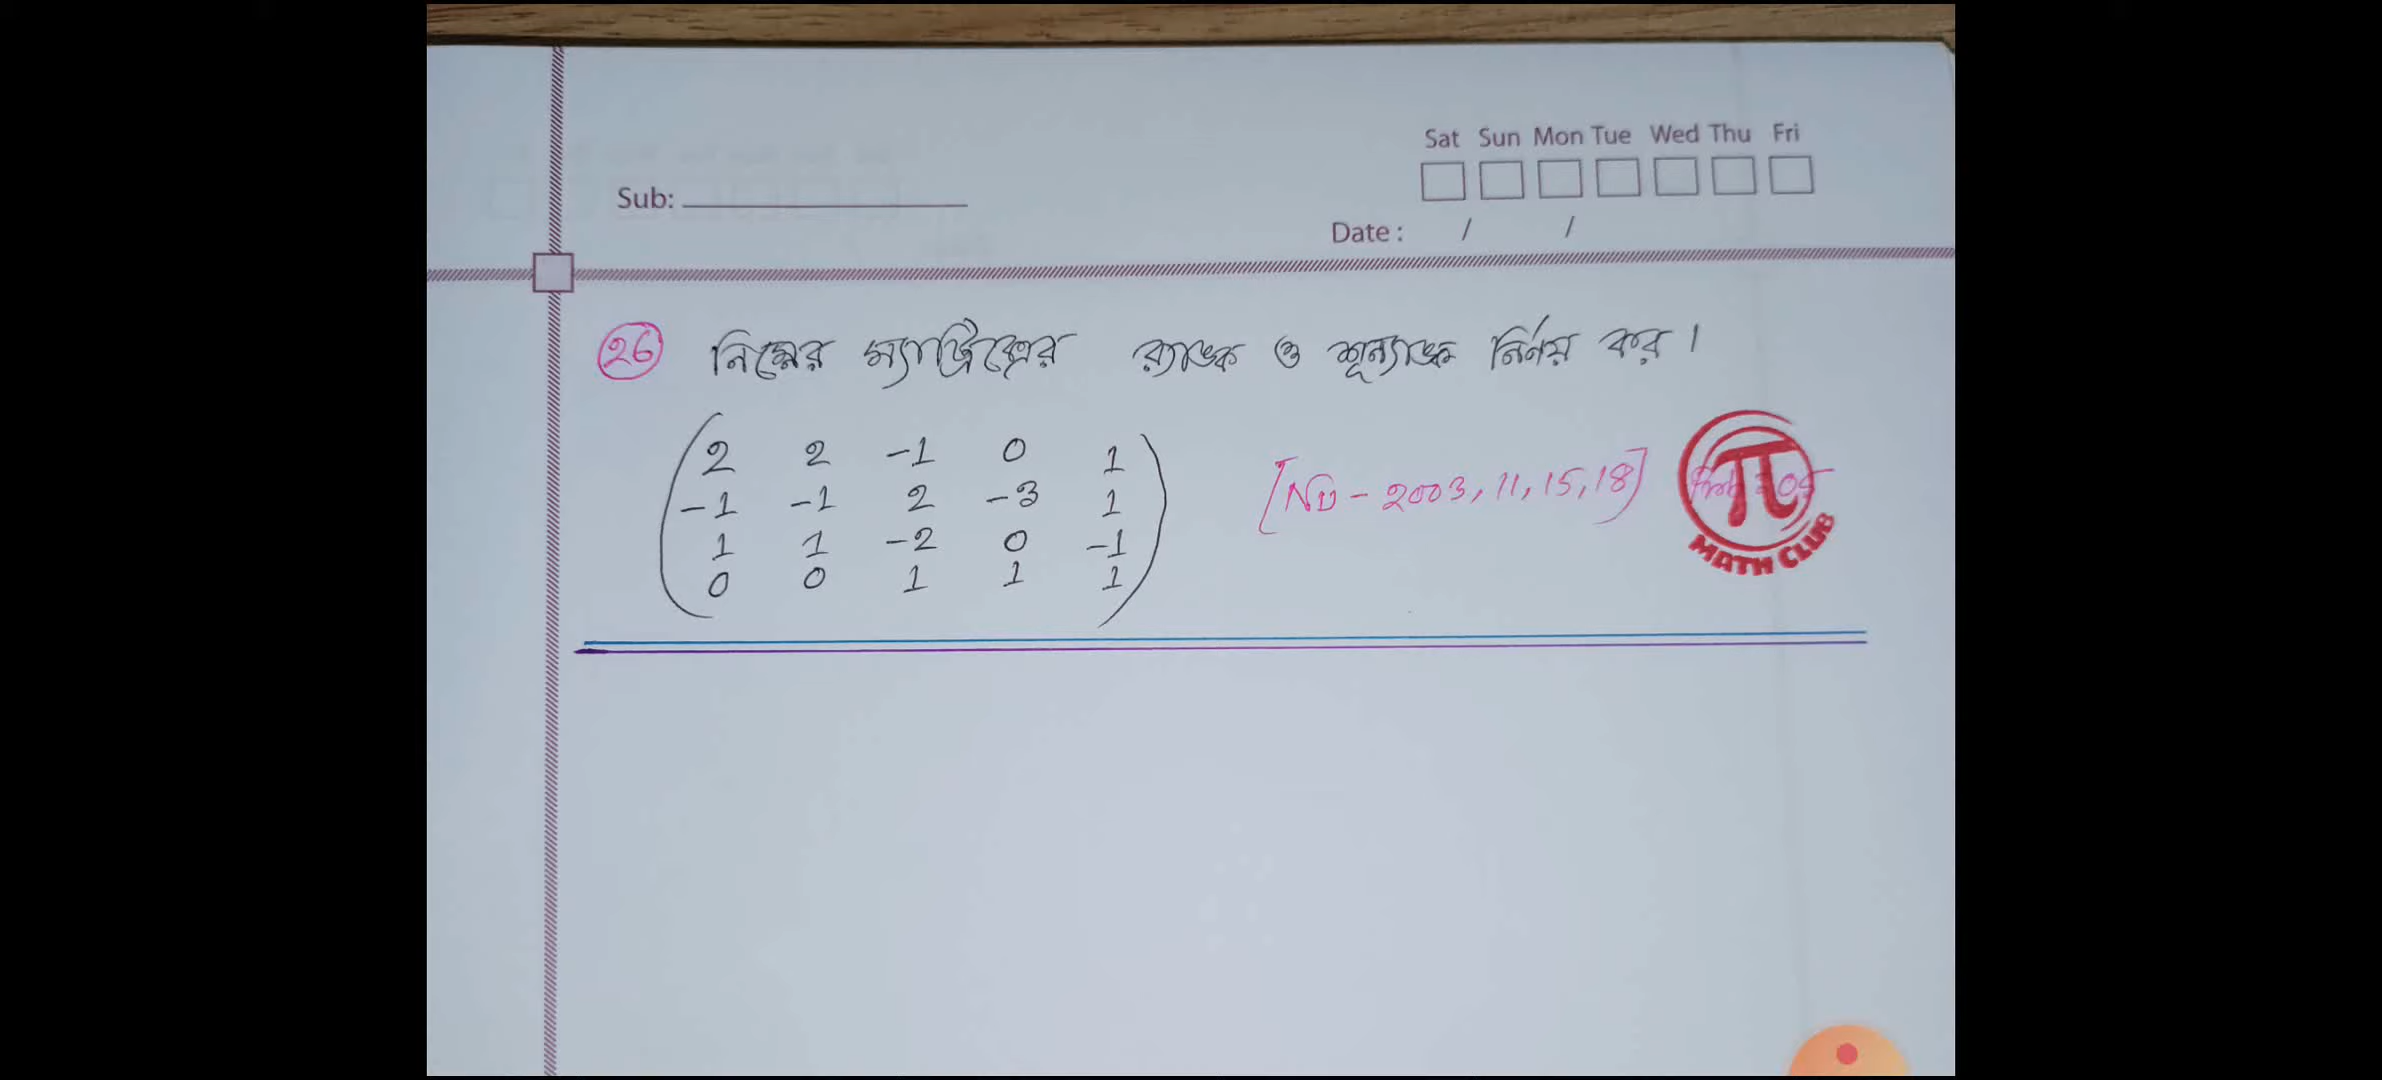 Sat Sun Mon Tue Wed Thu Fri
Sub:
Date : / /
26 নিম্নের ম্যাট্রিক্সের র‍্যাঙ্ক ও শূন্যাঙ্ক নির্ণয় কর ।
2 2 -1 0 1
-1 -1 2 -3 1
1 1 -2 0 -1
0 0 1 1 1
[NU - 2003, 11, 15, 18]
π
MATH CLUB